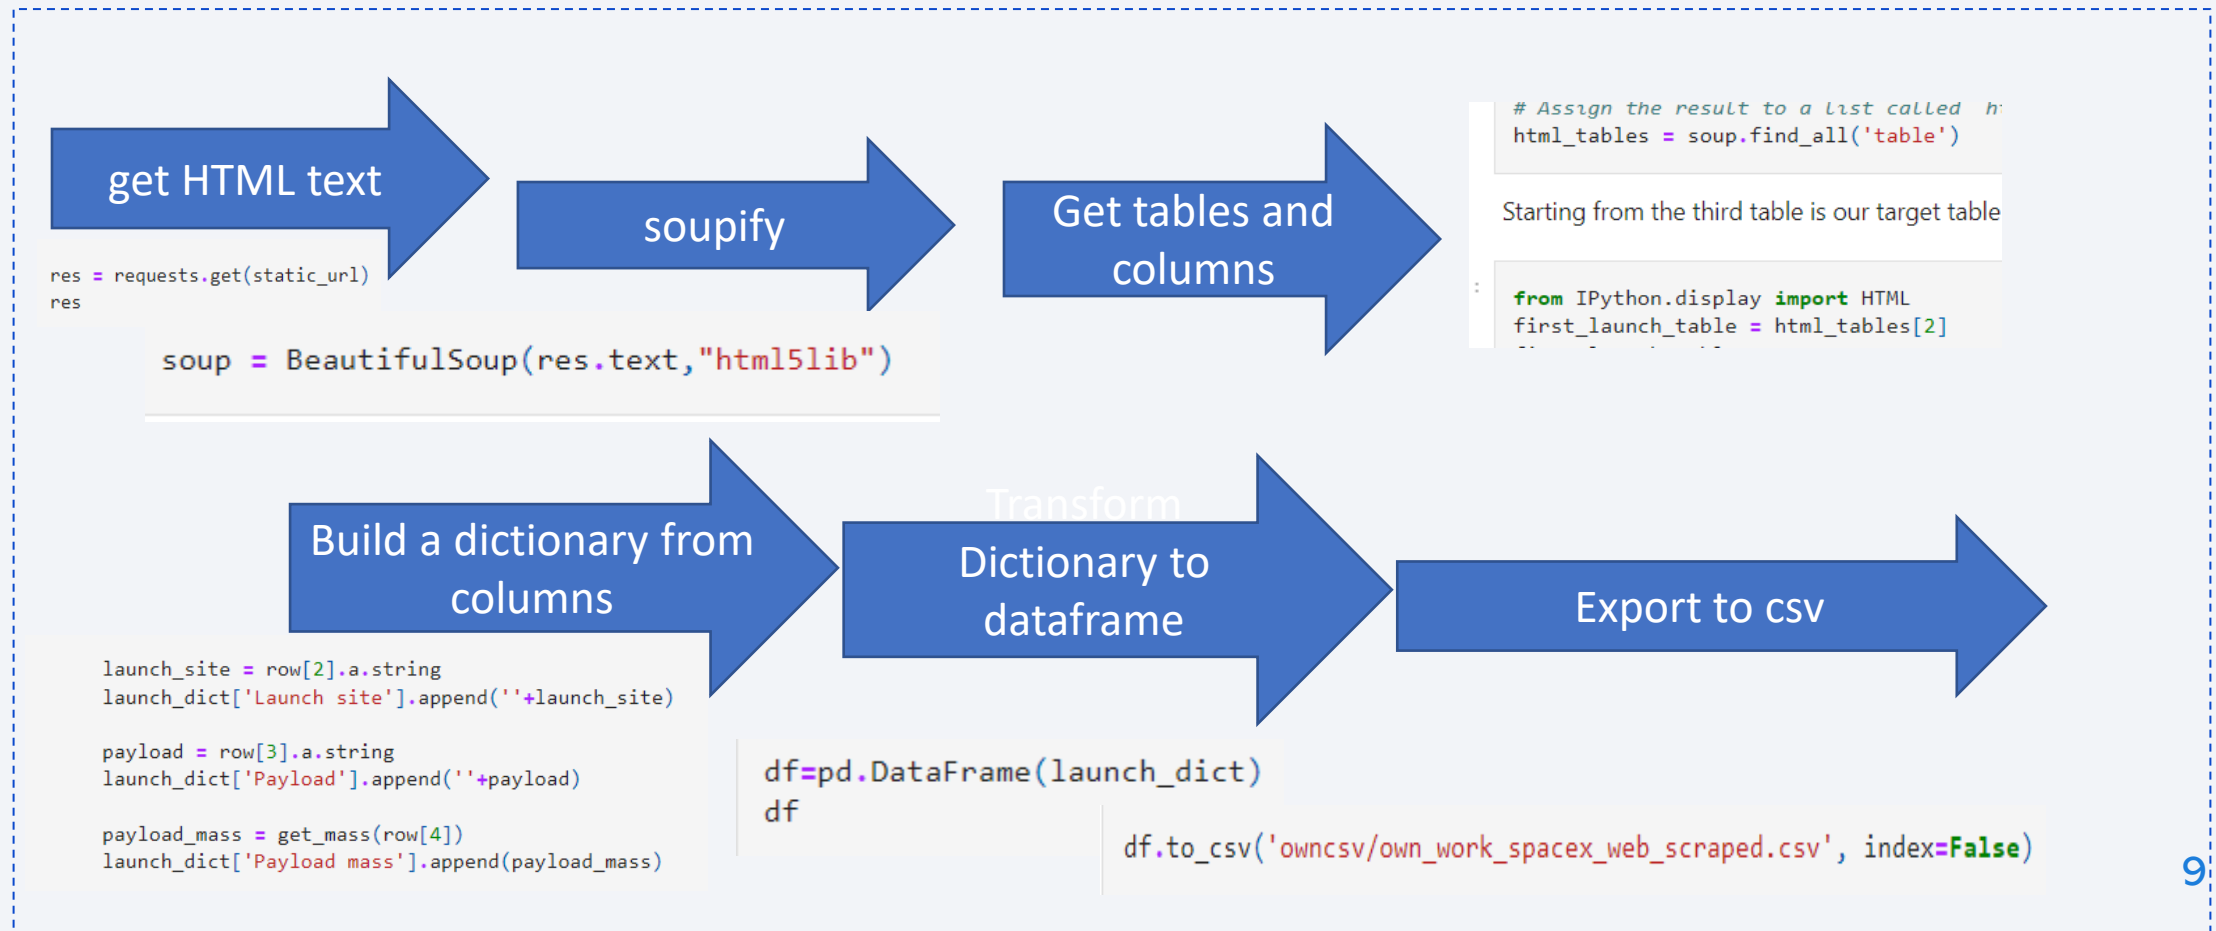 get HTML text
res = requests.get(static_url)
res
soupify
soup = BeautifulSoup(res.text,"html5lib")
Get tables and
columns
# Assign the result to a list called
html_tables = soup.find_all('table')
Starting from the third table is our target table
:
from IPython.display import HTML
first_launch_table = html_tables[2]
Build a dictionary from
columns
launch_site = row[2].a.string
launch_dict['Launch site'].append(''+launch_site)
payload = row[3].a.string
launch_dict['Payload'].append(''+payload)
payload_mass = get_mass(row[4])
launch_dict['Payload mass'].append(payload_mass)
Transform
Dictionary to
dataframe
df=pd.DataFrame(launch_dict)
df
Export to csv
df.to_csv('owncsv/own_work_spacex_web_scraped.csv', index=False)
9